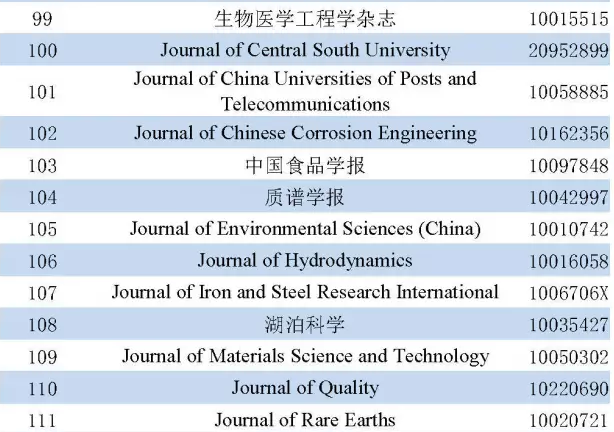 99 生物医学工程学杂志 10015515
100 Journal of Central South University 20952899
101 Journal of China Universities of Posts and Telecommunications 10058885
102 Journal of Chinese Corrosion Engineering 10162356
103 中国食品学报 10097848
104 质谱学报 10042997
105 Journal of Environmental Sciences (China) 10010742
106 Journal of Hydrodynamics 10016058
107 Journal of Iron and Steel Research International 1006706X
108 湖泊科学 10035427
109 Journal of Materials Science and Technology 10050302
110 Journal of Quality 10220690
111 Journal of Rare Earths 10020721